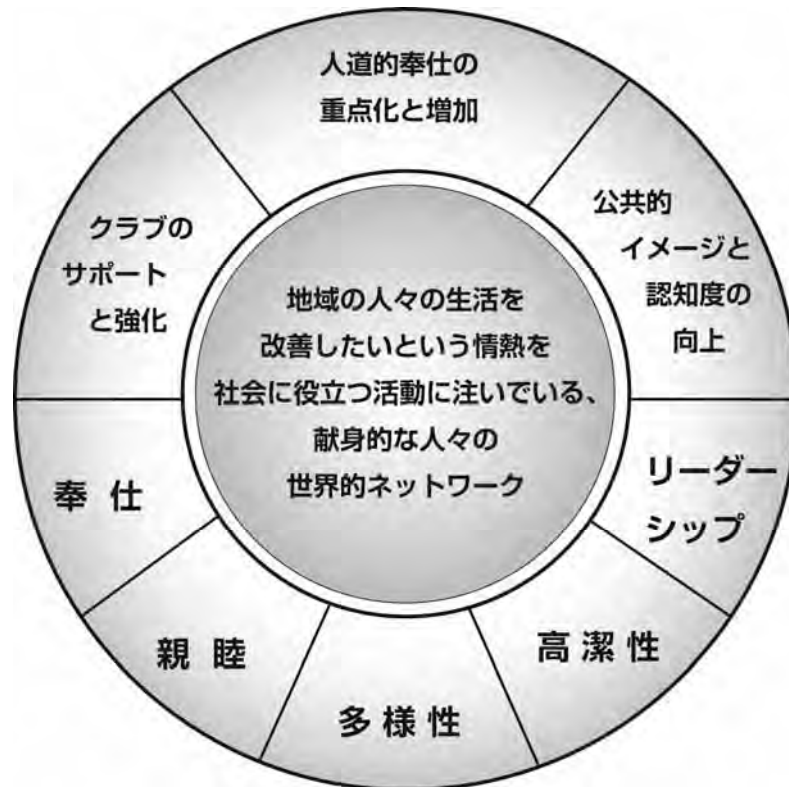 人道的奉仕の
重点化と増加
クラブの
サポート
と強化
公共的
イメージと
認知度の
向上
地域の人々の生活を
改善したいという情熱を
社会に役立つ活動に注いでいる、
献身的な人々の
世界的ネットワーク
奉仕
リーダー
シップ
親睦
高潔性
多様性